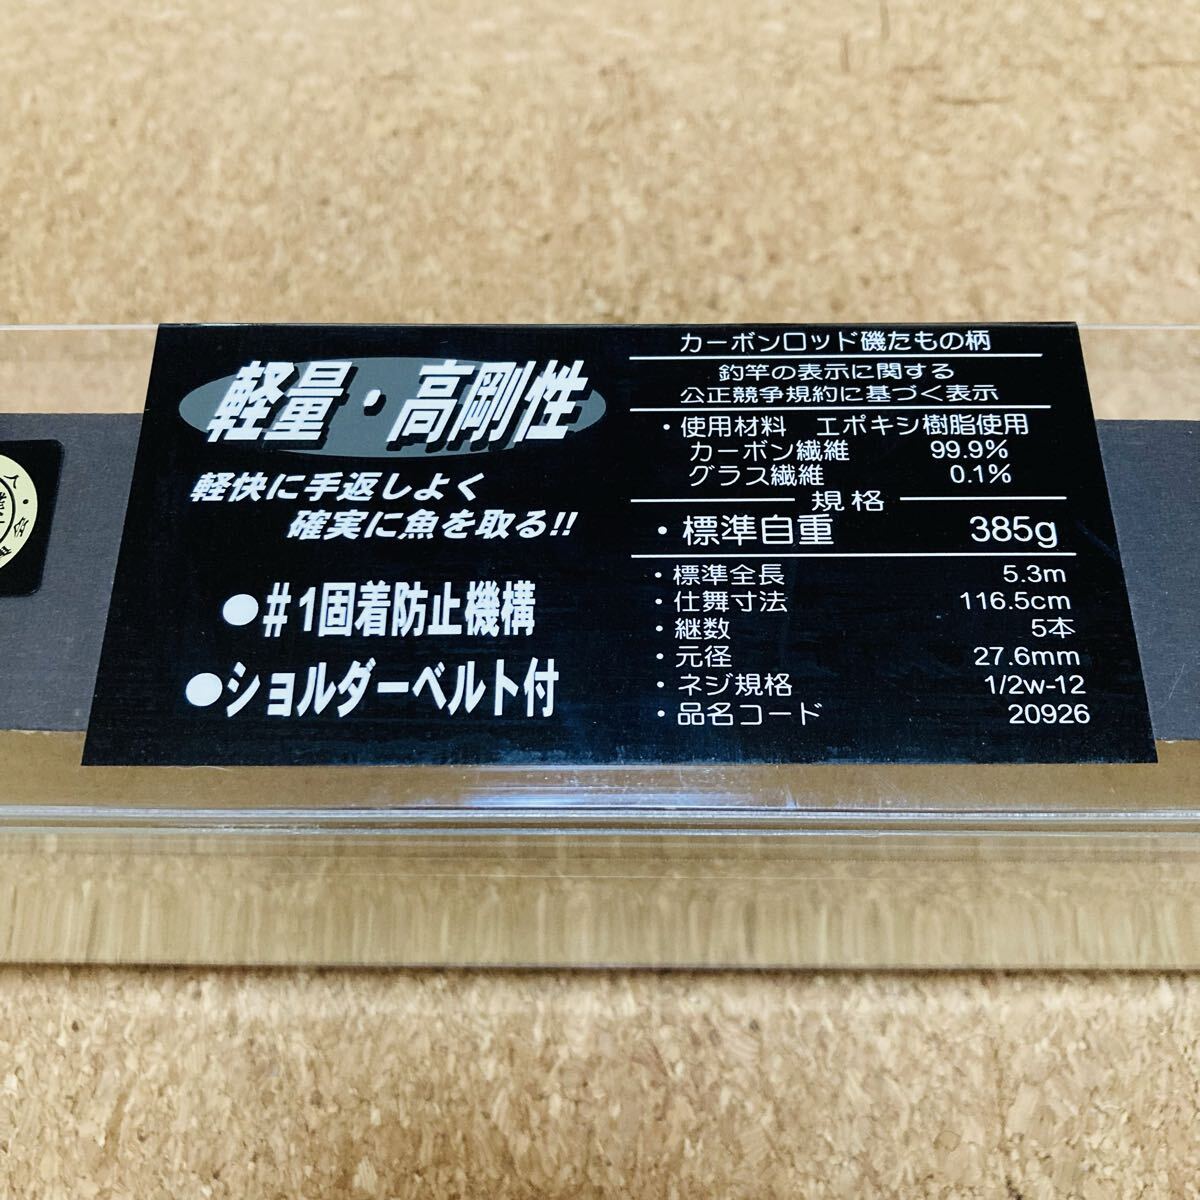 軽量・高剛性
軽快に手返しよく
確実に魚を取る!!
●#1固着防止機構
●ショルダーベルト付
カーボンロッド磯たもの柄
釣竿の表示に関する
公正競争規約に基づく表示
・使用材料 エポキシ樹脂使用
カーボン繊維 99.9%
グラス繊維 0.1%
規格
・標準自重 385g
・標準全長 5.3m
・仕舞寸法 116.5cm
・継数 5本
・元径 27.6mm
・ネジ規格 1/2w-12
・品名コード 20926